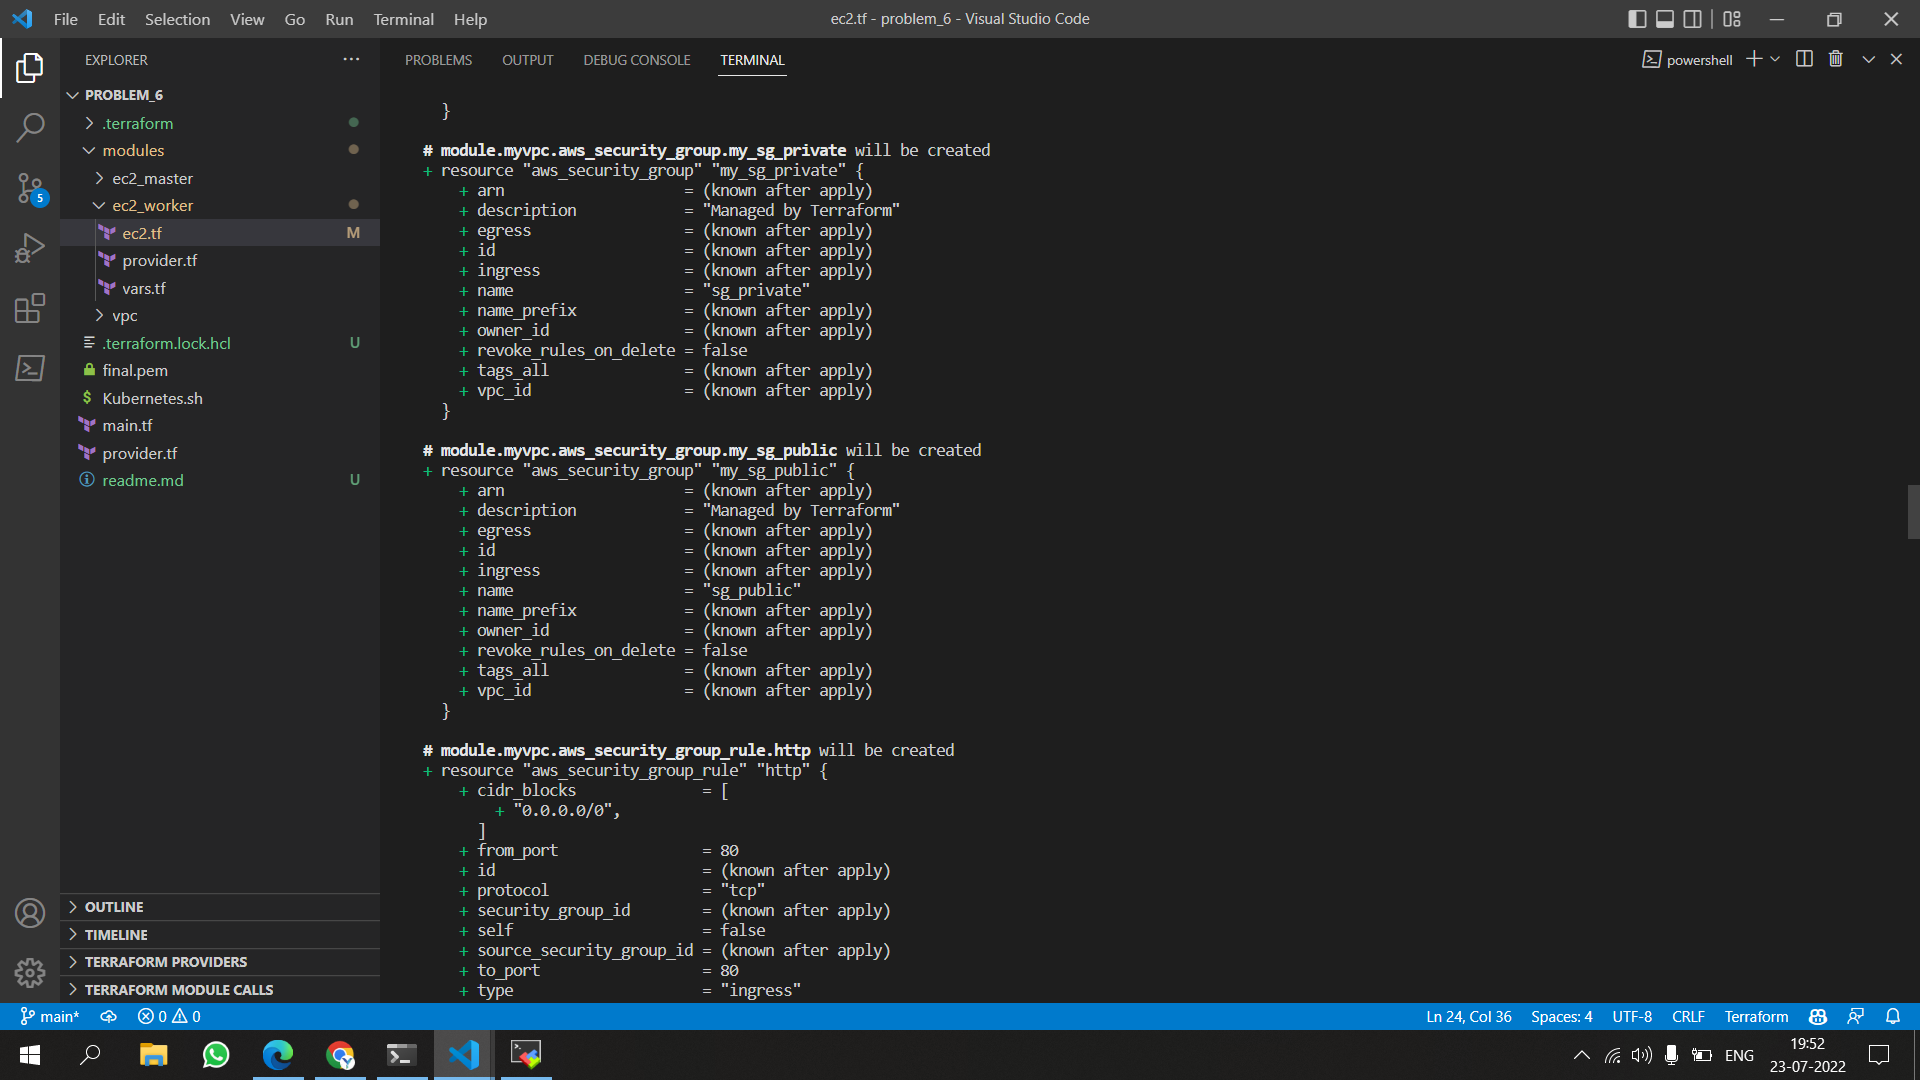 File Edit Selection View Go Run Terminal Help
ec2.tf - problem_6 - Visual Studio Code
EXPLORER
PROBLEM_6
.terraform
modules
ec2_master
ec2_worker
ec2.tf M
provider.tf
vars.tf
vpc
.terraform.lock.hcl U
final.pem
Kubernetes.sh
main.tf
provider.tf
readme.md U
OUTLINE
TIMELINE
TERRAFORM PROVIDERS
TERRAFORM MODULE CALLS
5
PROBLEMS OUTPUT DEBUG CONSOLE TERMINAL
powershell
}
# module.myvpc.aws_security_group.my_sg_private will be created
+ resource "aws_security_group" "my_sg_private" {
+ arn = (known after apply)
+ description = "Managed by Terraform"
+ egress = (known after apply)
+ id = (known after apply)
+ ingress = (known after apply)
+ name = "sg_private"
+ name_prefix = (known after apply)
+ owner_id = (known after apply)
+ revoke_rules_on_delete = false
+ tags_all = (known after apply)
+ vpc_id = (known after apply)
}
# module.myvpc.aws_security_group.my_sg_public will be created
+ resource "aws_security_group" "my_sg_public" {
+ arn = (known after apply)
+ description = "Managed by Terraform"
+ egress = (known after apply)
+ id = (known after apply)
+ ingress = (known after apply)
+ name = "sg_public"
+ name_prefix = (known after apply)
+ owner_id = (known after apply)
+ revoke_rules_on_delete = false
+ tags_all = (known after apply)
+ vpc_id = (known after apply)
}
# module.myvpc.aws_security_group_rule.http will be created
+ resource "aws_security_group_rule" "http" {
+ cidr_blocks = [
+ "0.0.0.0/0",
]
+ from_port = 80
+ id = (known after apply)
+ protocol = "tcp"
+ security_group_id = (known after apply)
+ self = false
+ source_security_group_id = (known after apply)
+ to_port = 80
+ type = "ingress"
main* 0 0
Ln 24, Col 36 Spaces: 4 UTF-8 CRLF Terraform
ENG
19:52
23-07-2022